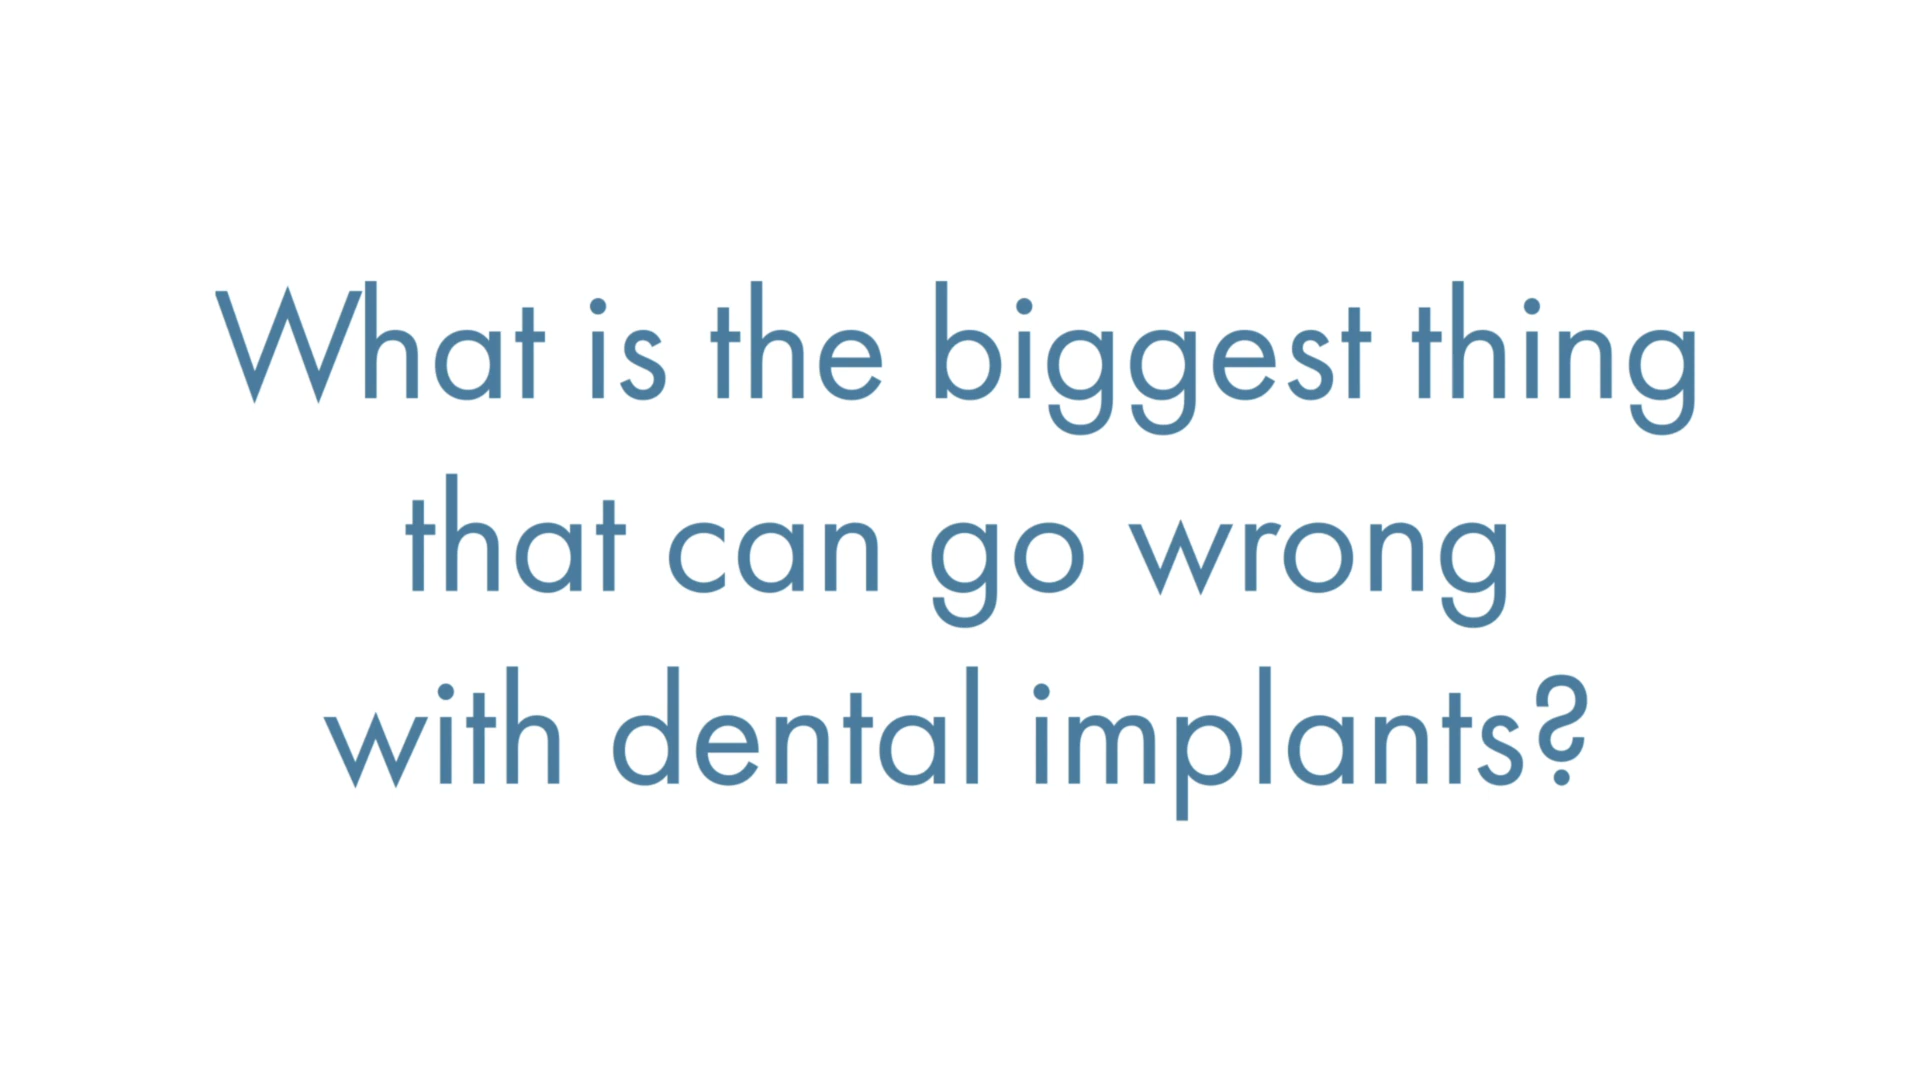 What is the biggest thing
that can go wrong
with dental implants?